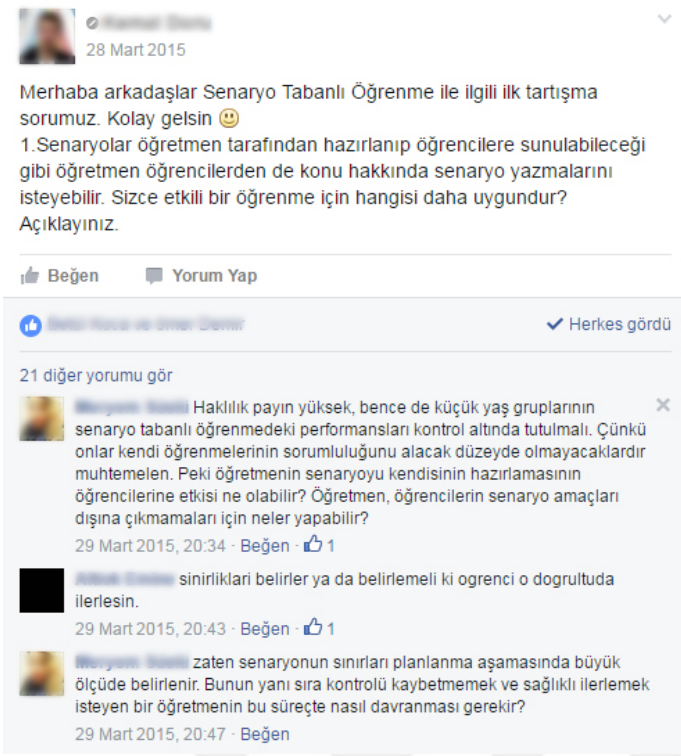 28 Mart 2015
Merhaba arkadaşlar Senaryo Tabanlı Öğrenme ile ilgili ilk tartışma
sorumuz. Kolay gelsin
1.Senaryolar öğretmen tarafından hazırlanıp öğrencilere sunulabileceği
gibi öğretmen öğrencilerden de konu hakkında senaryo yazmalarını
isteyebilir. Sizce etkili bir öğrenme için hangisi daha uygundur?
Açıklayınız.
Beğen Yorum Yap
Herkes gördü
21 diğer yorumu gör
Haklılık payın yüksek, bence de küçük yaş gruplarının
senaryo tabanlı öğrenmedeki performansları kontrol altında tutulmalı. Çünkü
onlar kendi öğrenmelerinin sorumluluğunu alacak düzeyde olmayacaklardır
muhtemelen. Peki öğretmenin senaryoyu kendisinin hazırlamasının
öğrencilerine etkisi ne olabilir? Öğretmen, öğrencilerin senaryo amaçları
dışına çıkmamaları için neler yapabilir?
29 Mart 2015, 20:34 · Beğen · 1
sinirliklari belirler ya da belirlemeli ki ogrenci o dogrultuda
ilerlesin.
29 Mart 2015, 20:43 · Beğen · 1
zaten senaryonun sınırları planlanma aşamasında büyük
ölçüde belirlenir. Bunun yanı sıra kontrolü kaybetmemek ve sağlıklı ilerlemek
isteyen bir öğretmenin bu süreçte nasıl davranması gerekir?
29 Mart 2015, 20:47 · Beğen